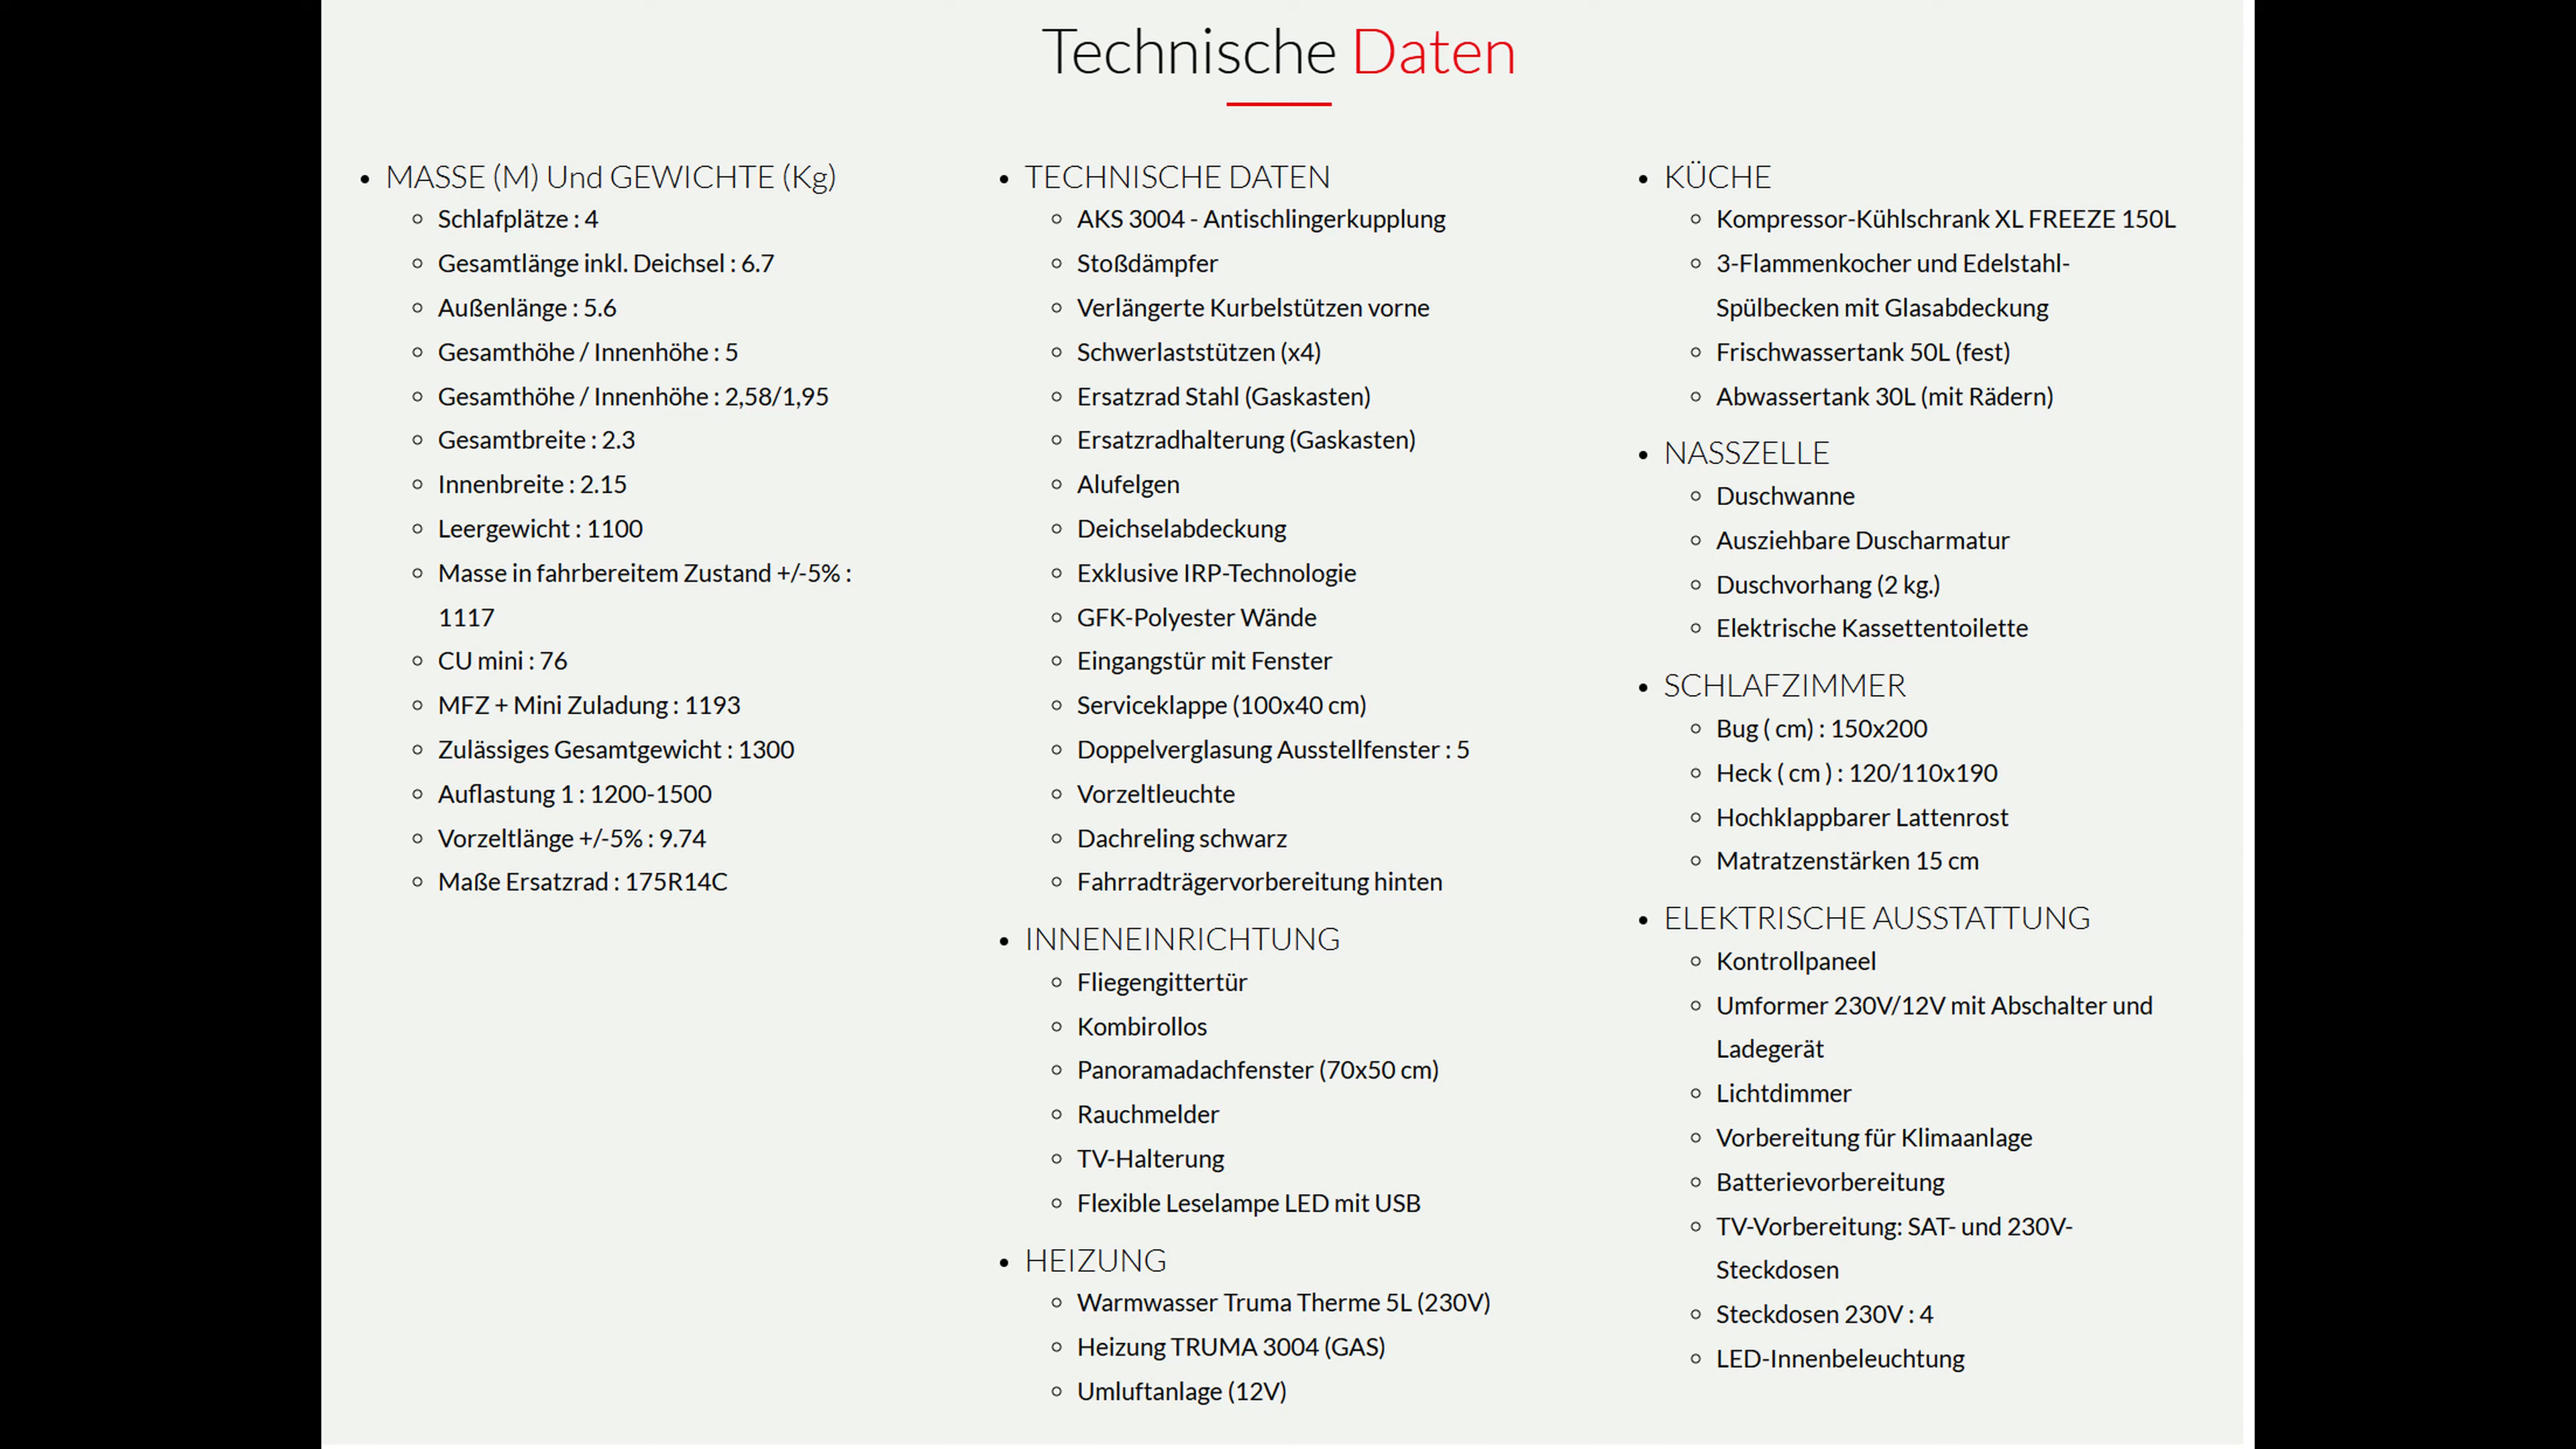 Technische Daten
MASSE (M) Und GEWICHTE (Kg)
Schlafplätze : 4
Gesamtlänge inkl. Deichsel : 6.7
Außenlänge : 5.6
Gesamthöhe / Innenhöhe : 5
Gesamthöhe / Innenhöhe : 2,58/1,95
Gesamtbreite : 2.3
Innenbreite : 2.15
Leergewicht : 1100
Masse in fahrbereitem Zustand +/-5% :
1117
CU mini : 76
MFZ + Mini Zuladung : 1193
Zulässiges Gesamtgewicht : 1300
Auflastung 1 : 1200-1500
Vorzeltlänge +/-5% : 9.74
Maße Ersatzrad : 175R14C
TECHNISCHE DATEN
AKS 3004 - Antischlingerkupplung
Stoßdämpfer
Verlängerte Kurbelstützen vorne
Schwerlaststützen (x4)
Ersatzrad Stahl (Gaskasten)
Ersatzradhalterung (Gaskasten)
Alufelgen
Deichselabdeckung
Exklusive IRP-Technologie
GFK-Polyester Wände
Eingangstür mit Fenster
Serviceklappe (100x40 cm)
Doppelverglasung Ausstellfenster : 5
Vorzeltleuchte
Dachreling schwarz
Fahrradträgervorbereitung hinten
INNENEINRICHTUNG
Fliegengittertür
Kombirollos
Panoramadachfenster (70x50 cm)
Rauchmelder
TV-Halterung
Flexible Leselampe LED mit USB
HEIZUNG
Warmwasser Truma Therme 5L (230V)
Heizung TRUMA 3004 (GAS)
Umluftanlage (12V)
KÜCHE
Kompressor-Kühlschrank XL FREEZE 150L
3-Flammenkocher und Edelstahl-
Spülbecken mit Glasabdeckung
Frischwassertank 50L (fest)
Abwassertank 30L (mit Rädern)
NASSZELLE
Duschwanne
Ausziehbare Duscharmatur
Duschvorhang (2 kg.)
Elektrische Kassettentoilette
SCHLAFZIMMER
Bug ( cm) : 150x200
Heck ( cm ) : 120/110x190
Hochklappbarer Lattenrost
Matratzenstärken 15 cm
ELEKTRISCHE AUSSTATTUNG
Kontrollpaneel
Umformer 230V/12V mit Abschalter und
Ladegerät
Lichtdimmer
Vorbereitung für Klimaanlage
Batterievorbereitung
TV-Vorbereitung: SAT- und 230V-
Steckdosen
Steckdosen 230V : 4
LED-Innenbeleuchtung